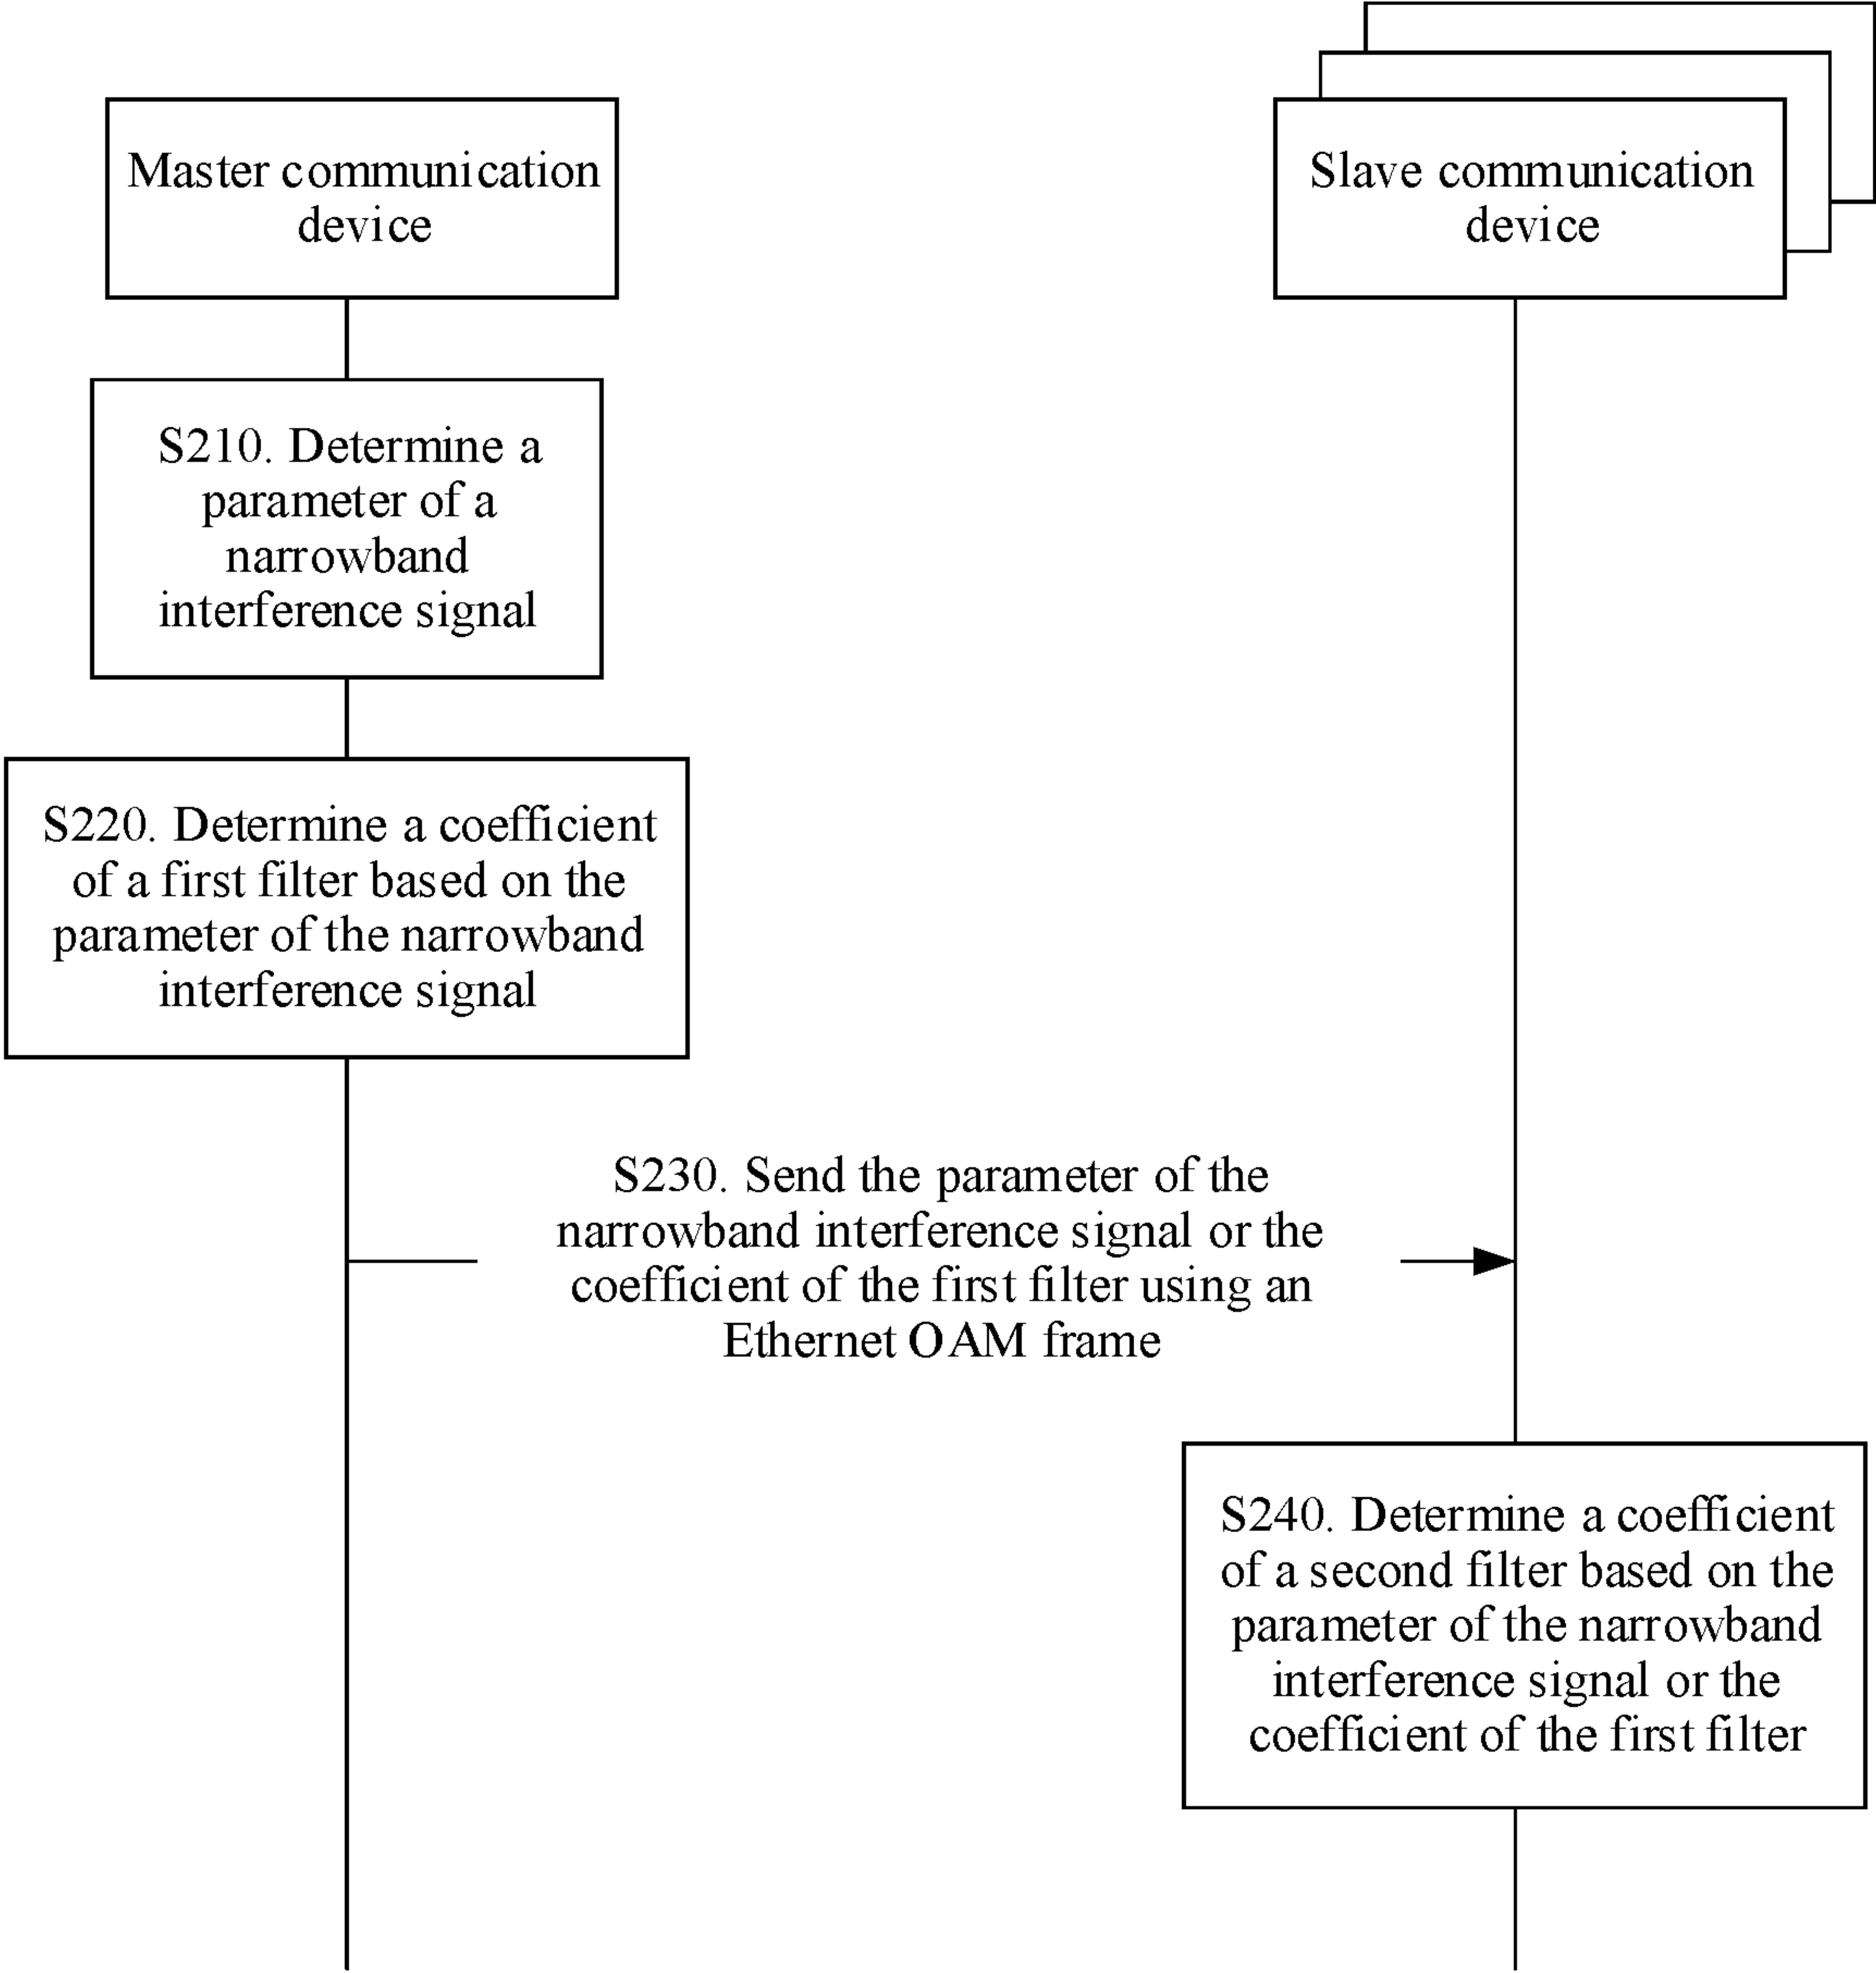 Master communication
device
Slave communication
device
S210. Determine a
parameter of a
narrowband
interference signal
S220. Determine a coefficient
of a first filter based on the
parameter of the narrowband
interference signal
S230. Send the parameter of the
narrowband interference signal or the
coefficient of the first filter using an
Ethernet OAM frame
S240. Determine a coefficient
of a second filter based on the
parameter of the narrowband
interference signal or the
coefficient of the first filter